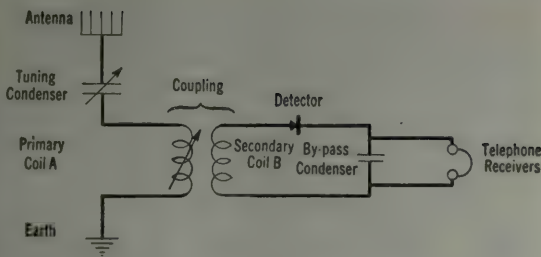 Antenna
Tuning
Condenser
Coupling
Detector
Primary
Coil A
Secondary
Coil B
By-pass
Condenser
Telephone
Receivers
Earth